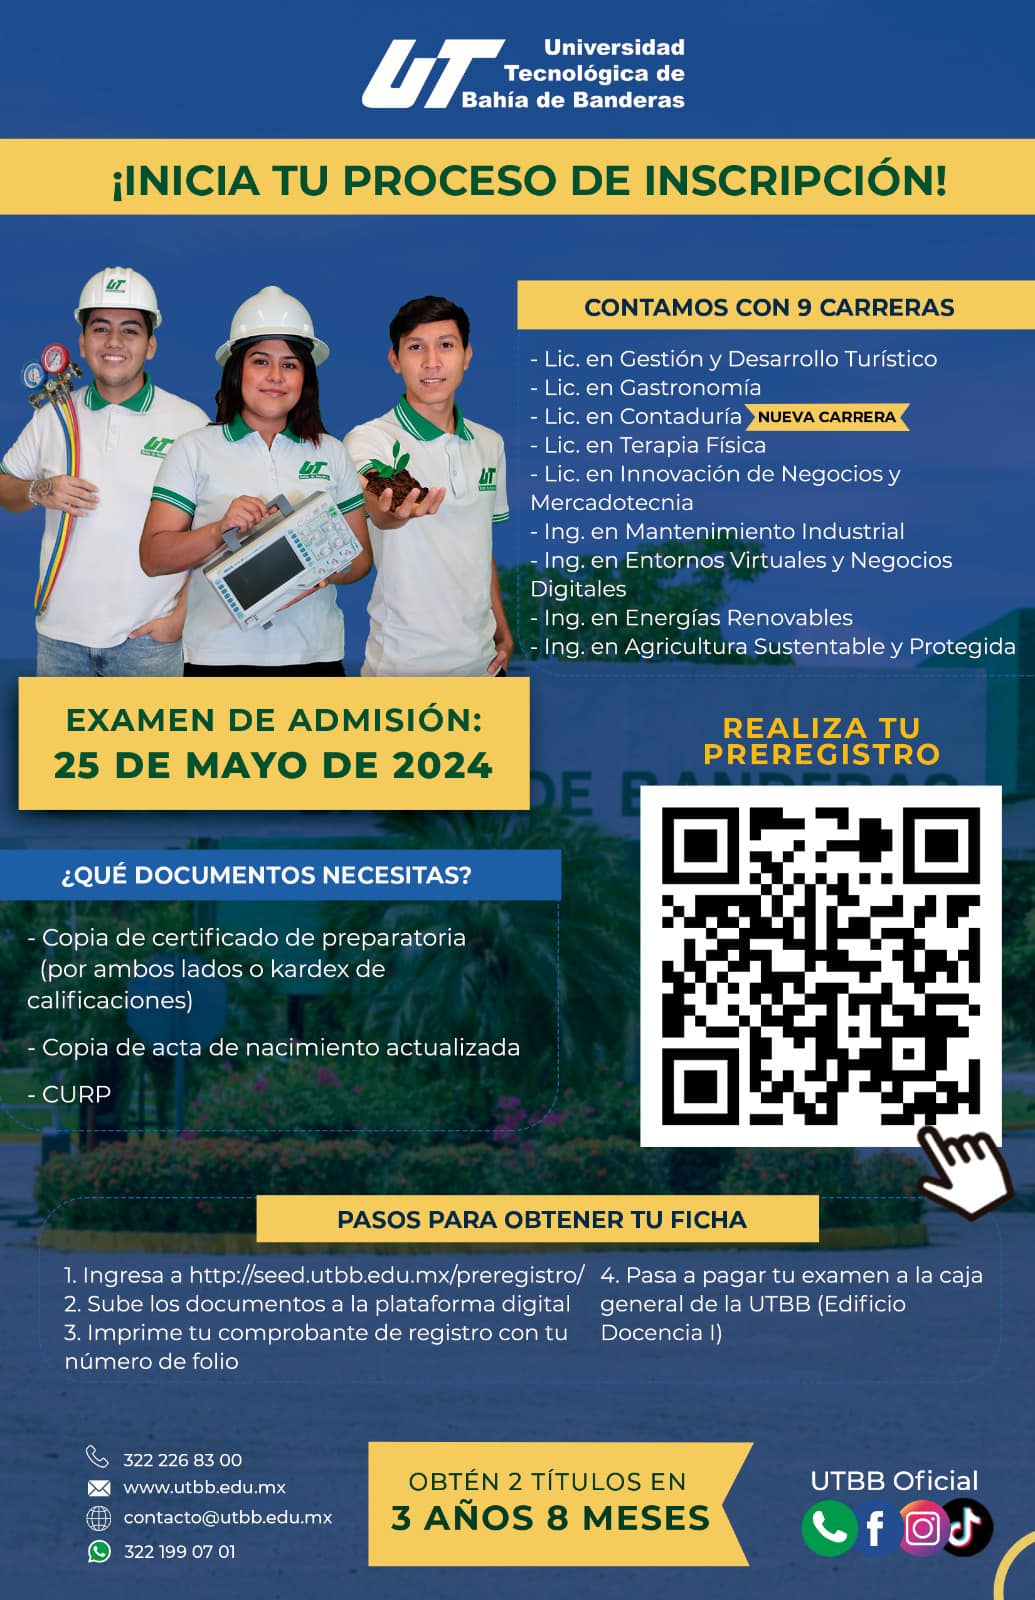 UT
Universidad
Tecnológica de
Bahía de Banderas
¡INICIA TU PROCESO DE INSCRIPCIÓN!
CONTAMOS CON 9 CARRERAS
- Lic. en Gestión y Desarrollo Turístico
- Lic. en Gastronomía
- Lic. en Contaduría NUEVA CARRERA
- Lic. en Terapia Física
- Lic. en Innovación de Negocios y
Mercadotecnia
- Ing. en Mantenimiento Industrial
- Ing. en Entornos Virtuales y Negocios
Digitales
- Ing. en Energías Renovables
- Ing. en Agricultura Sustentable y Protegida
UT
UT
UT
UT
EXAMEN DE ADMISIÓN:
25 DE MAYO DE 2024
REALIZA TU
PREREGISTRO
DE BANDERAS
¿QUÉ DOCUMENTOS NECESITAS?
- Copia de certificado de preparatoria
(por ambos lados o kardex de
calificaciones)
- Copia de acta de nacimiento actualizada
- CURP
PASOS PARA OBTENER TU FICHA
1. Ingresa a http://seed.utbb.edu.mx/preregistro/
2. Sube los documentos a la plataforma digital
3. Imprime tu comprobante de registro con tu
número de folio
4. Pasa a pagar tu examen a la caja
general de la UTBB (Edificio
Docencia I)
322 226 83 00
www.utbb.edu.mx
contacto@utbb.edu.mx
322 199 07 01
OBTÉN 2 TÍTULOS EN
3 AÑOS 8 MESES
UTBB Oficial